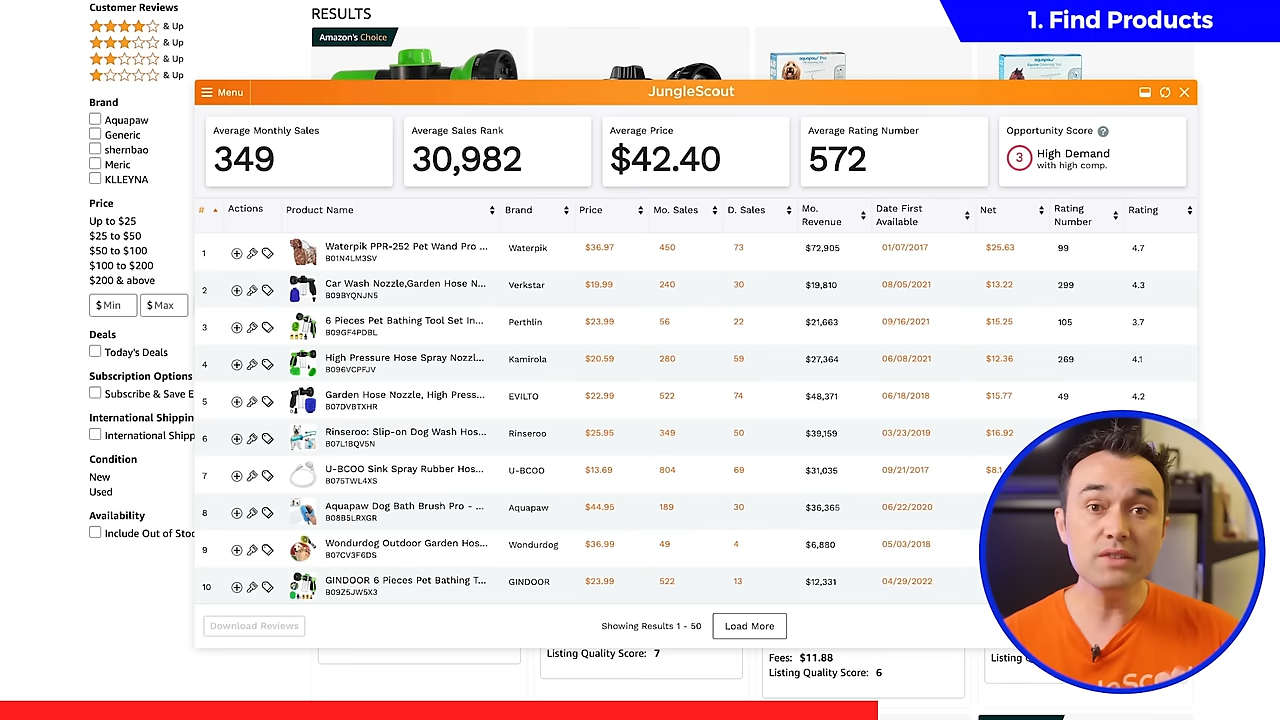 Customer Reviews
& Up
& Up
& Up
& Up
Brand
Aquapaw
Generic
shernbao
Meric
KLLEYNA
Price
Up to $25
$25 to $50
$50 to $100
$100 to $200
$200 & above
$ Min $ Max
Deals
Today's Deals
Subscription Options
Subscribe & Save E
International Shippin
International Shipp
Condition
New
Used
Availability
Include Out of Stoc
RESULTS
Amazon's Choice
aquapaw Pro
aquapaw
1. Find Products
Menu
JungleScout
Average Monthly Sales
349
Average Sales Rank
30,982
Average Price
$42.40
Average Rating Number
572
Opportunity Score ?
3 High Demand
with high comp.
# Actions Product Name Brand Price Mo. Sales D. Sales Mo. Revenue Date First Available Net Rating Number Rating
1 Waterpik PPR-252 Pet Wand Pro ... Waterpik $36.97 450 73 $72,905 01/07/2017 $25.63 99 4.7
B01N4LM3SV
2 Car Wash Nozzle,Garden Hose N... Verkstar $19.99 240 30 $19,810 08/05/2021 $13.22 299 4.3
B09BYQNJN5
3 6 Pieces Pet Bathing Tool Set In... Perthlin $23.99 56 22 $21,663 09/16/2021 $15.25 105 3.7
B09GF4PDBL
4 High Pressure Hose Spray Nozzl... Kamirola $20.59 280 59 $27,364 06/08/2021 $12.36 269 4.1
B096VCPFJV
5 Garden Hose Nozzle, High Press... EVILTO $22.99 522 74 $48,371 06/18/2018 $15.77 49 4.2
B07DVBTXHR
6 Rinseroo: Slip-on Dog Wash Hos... Rinseroo $25.95 349 50 $39,159 03/23/2019 $16.92
B07L1BQV5N
7 U-BCOO Sink Spray Rubber Hos... U-BCOO $13.69 804 69 $31,035 09/21/2017 $8.1
B075TWL4XS
8 Aquapaw Dog Bath Brush Pro - ... Aquapaw $44.95 189 30 $36,365 06/22/2020
B08B5LRXGR
9 Wondurdog Outdoor Garden Hos... Wondurdog $36.99 49 4 $6,880 05/03/2018
B07CV3F6DS
10 GINDOOR 6 Pieces Pet Bathing T... GINDOOR $23.99 522 13 $12,331 04/29/2022
B09Z5JW5X3
Download Reviews
Showing Results 1 - 50
Load More
Listing Quality Score: 7
Fees: $11.88
Listing Quality Score: 6
Listing